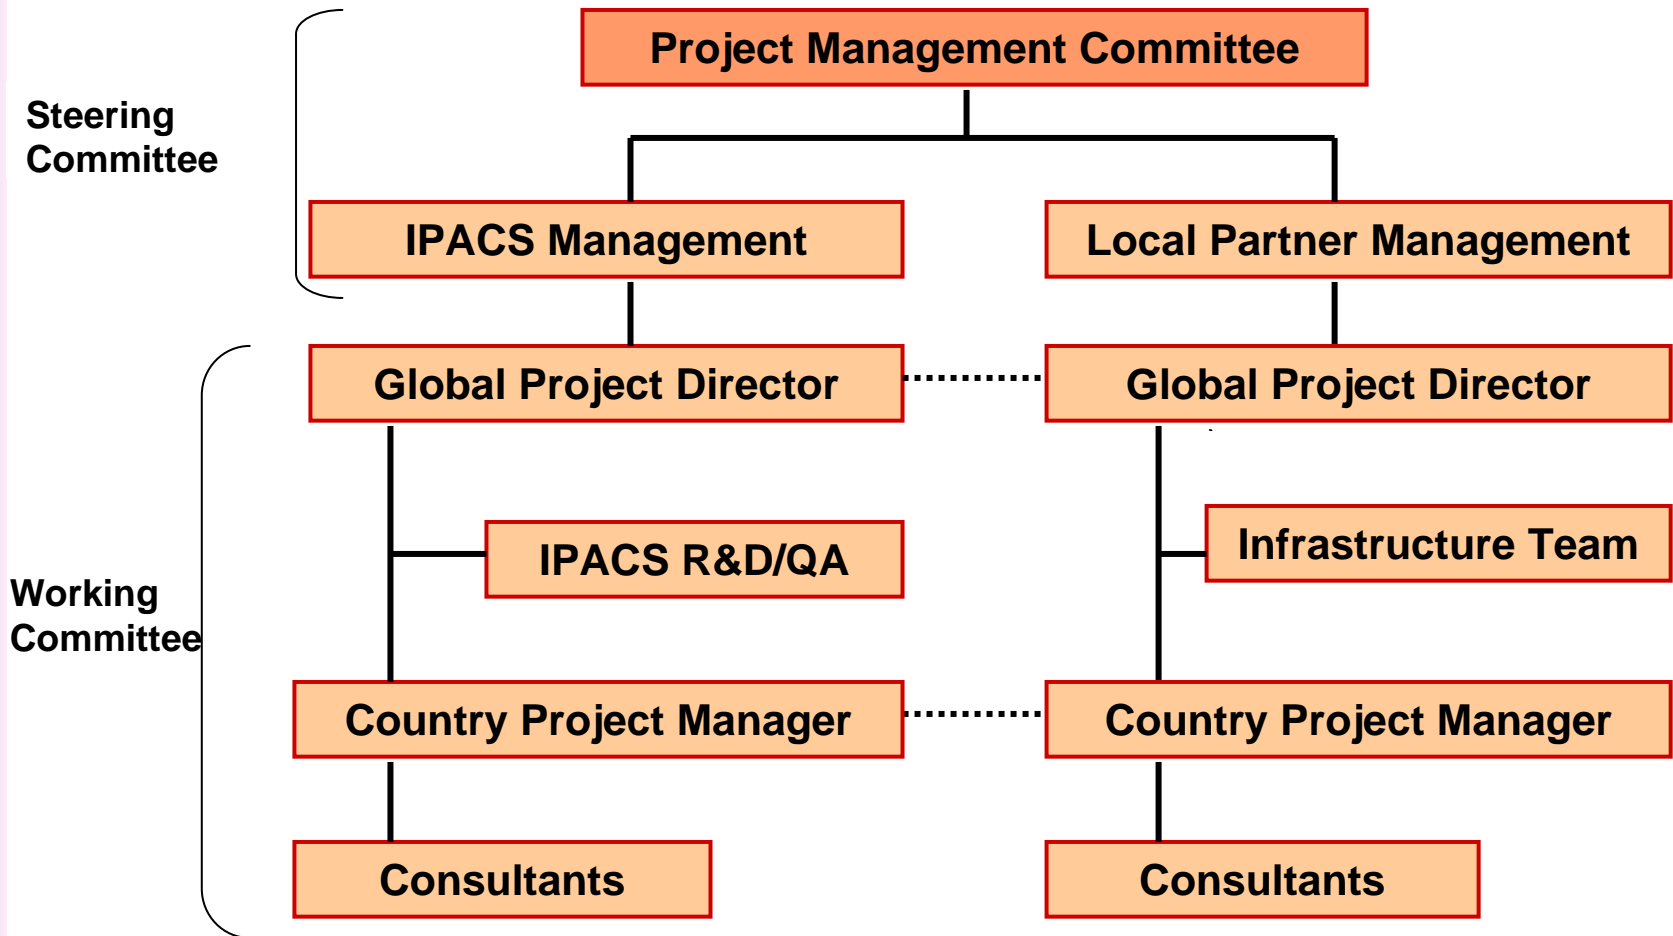 Project Management Committee
Steering
Committee
IPACS Management
Local Partner Management
Global Project Director
Global Project Director
IPACS R&D/QA
Infrastructure Team
Working
Committee
Country Project Manager
Country Project Manager
Consultants
Consultants